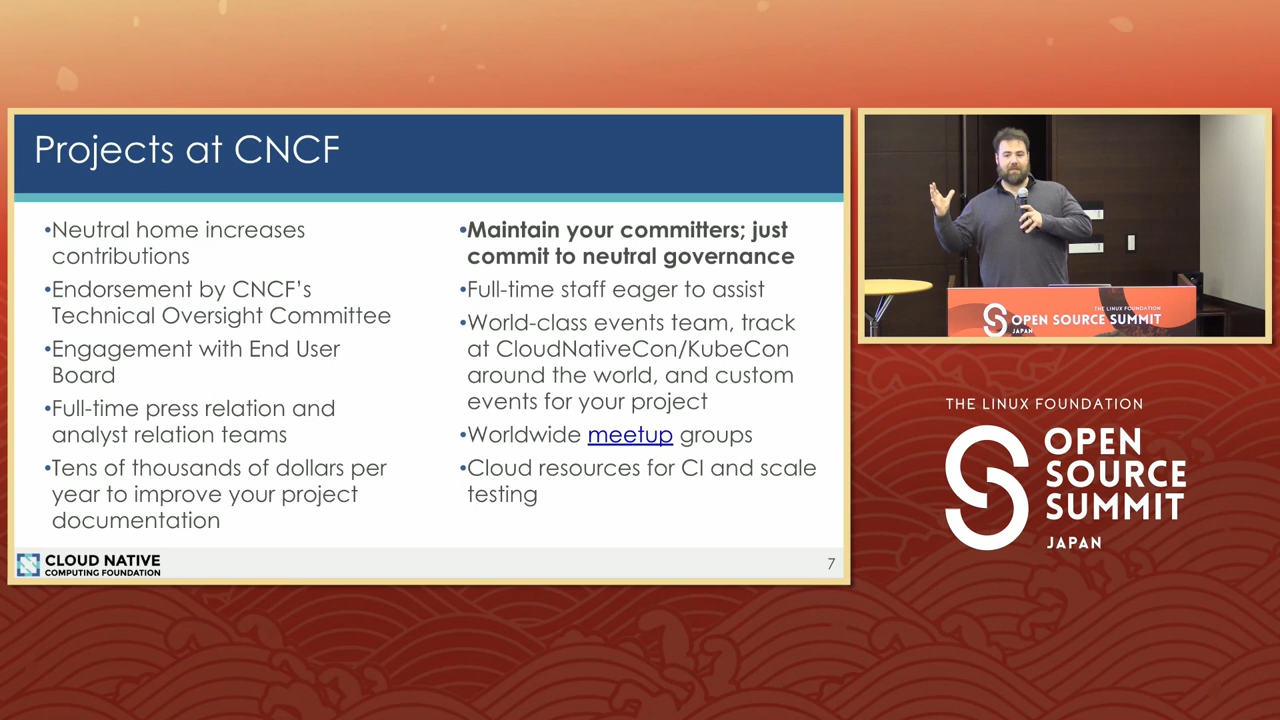 Projects at CNCF
•Neutral home increases
contributions
•Endorsement by CNCF’s
Technical Oversight Committee
•Engagement with End User
Board
•Full-time press relation and
analyst relation teams
•Tens of thousands of dollars per
year to improve your project
documentation
•Maintain your committers; just
commit to neutral governance
•Full-time staff eager to assist
•World-class events team, track
at CloudNativeCon/KubeCon
around the world, and custom
events for your project
•Worldwide meetup groups
•Cloud resources for CI and scale
testing
CLOUD NATIVE
COMPUTING FOUNDATION
7
THE LINUX FOUNDATION
OPEN SOURCE SUMMIT
JAPAN
THE LINUX FOUNDATION
OPEN
SOURCE
SUMMIT
JAPAN